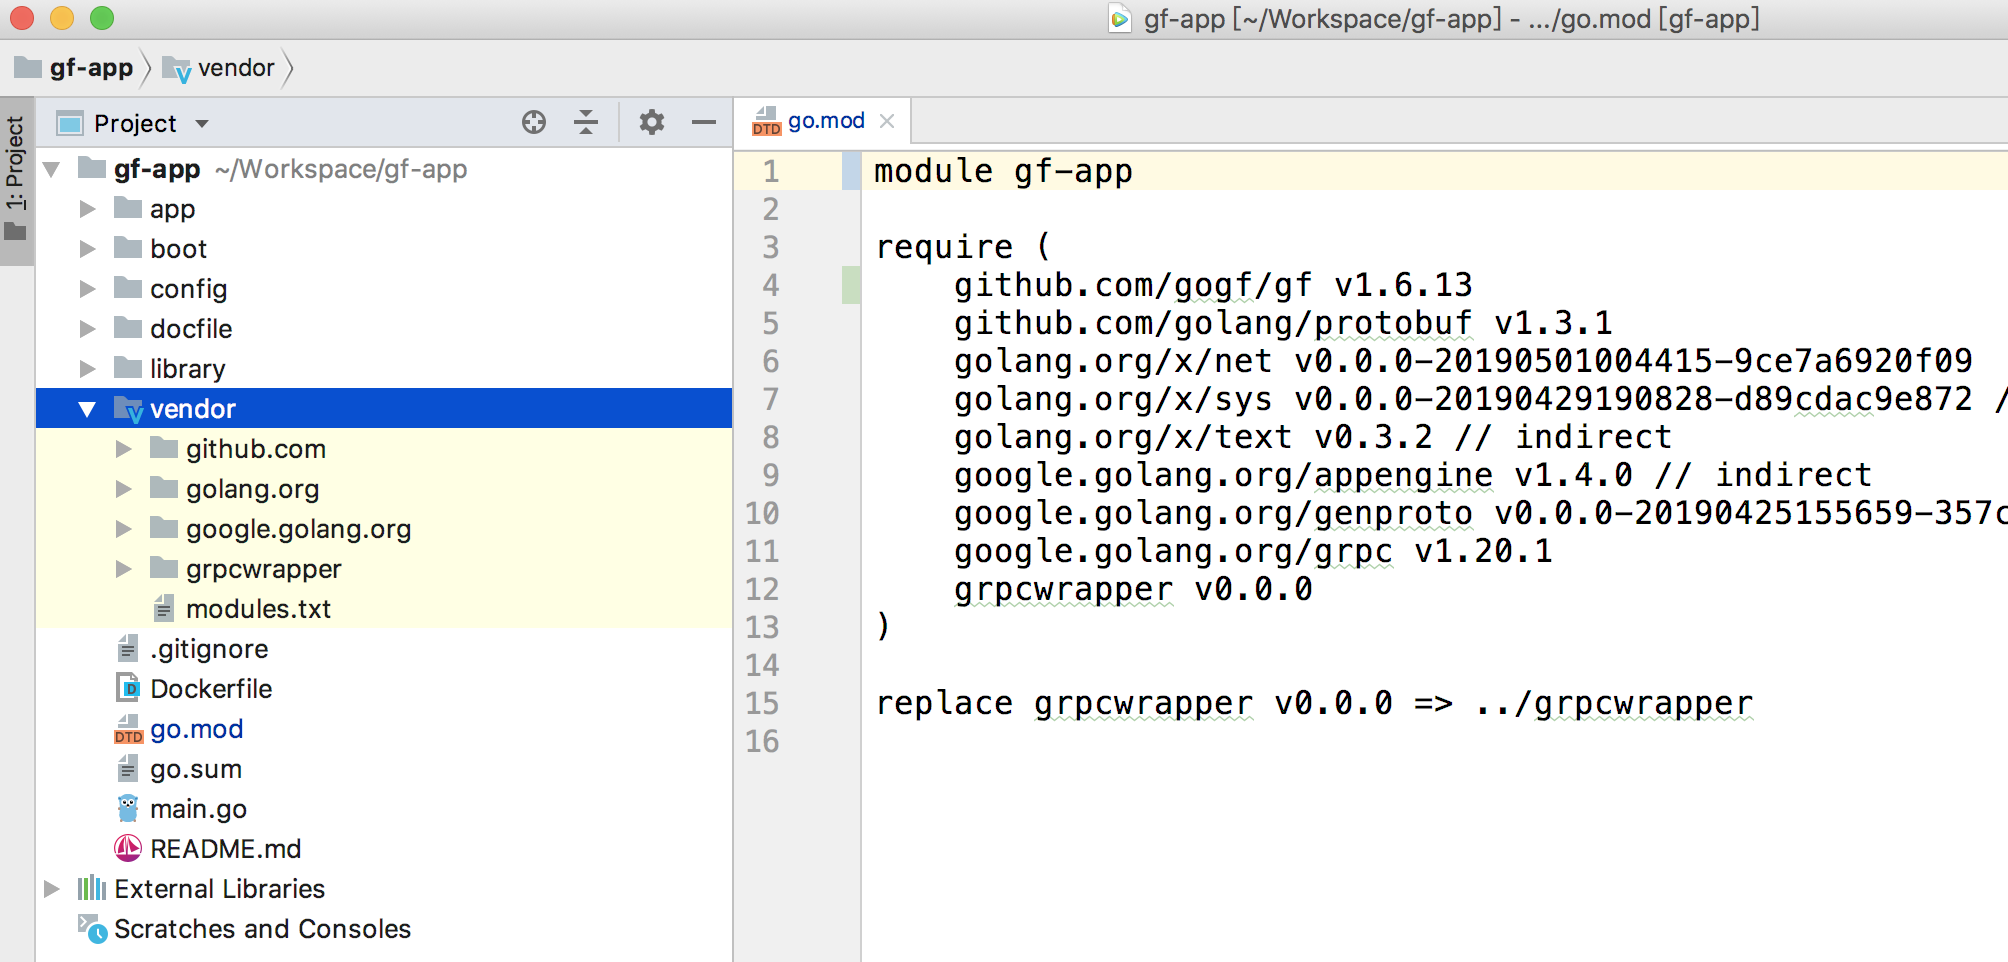 gf-app [~/Workspace/gf-app] - .../go.mod [gf-app]
gf-app vendor
1: Project
Project
gf-app ~/Workspace/gf-app
app
boot
config
docfile
library
vendor
github.com
golang.org
google.golang.org
grpcwrapper
modules.txt
.gitignore
Dockerfile
DTD go.mod
go.sum
main.go
README.md
External Libraries
Scratches and Consoles
DTD go.mod
1 module gf-app
2
3 require (
4 github.com/gogf/gf v1.6.13
5 github.com/golang/protobuf v1.3.1
6 golang.org/x/net v0.0.0-20190501004415-9ce7a6920f09
7 golang.org/x/sys v0.0.0-20190429190828-d89cdac9e872 /
8 golang.org/x/text v0.3.2 // indirect
9 google.golang.org/appengine v1.4.0 // indirect
10 google.golang.org/genproto v0.0.0-20190425155659-357c
11 google.golang.org/grpc v1.20.1
12 grpcwrapper v0.0.0
13 )
14
15 replace grpcwrapper v0.0.0 => ../grpcwrapper
16